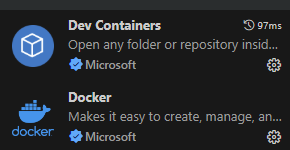 Dev Containers 97ms
Open any folder or repository insid...
Microsoft
Docker
Makes it easy to create, manage, an...
docker
Microsoft